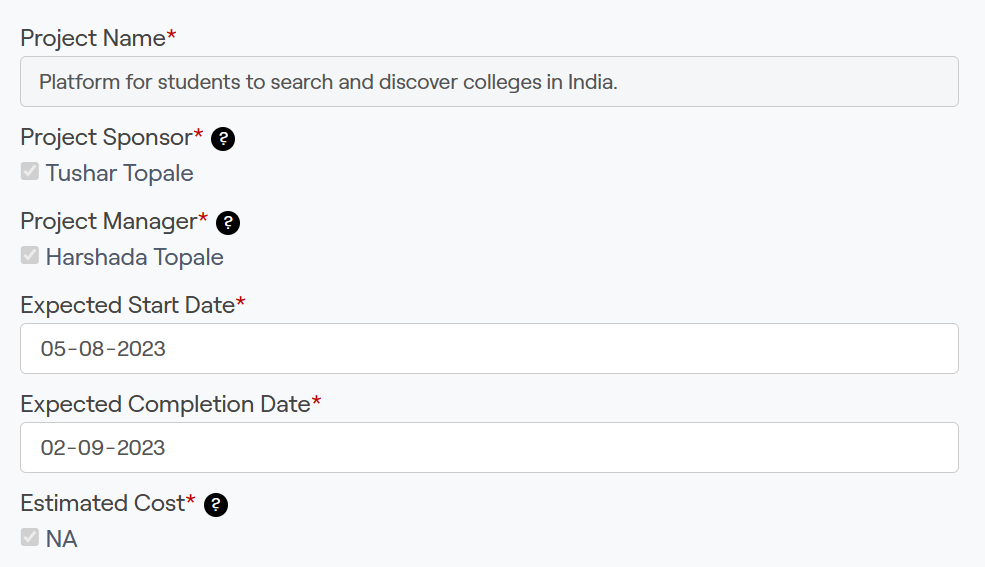 Project Name*
Platform for students to search and discover colleges in India.
Project Sponsor* ?
Tushar Topale
Project Manager* ?
Harshada Topale
Expected Start Date*
05-08-2023
Expected Completion Date*
02-09-2023
Estimated Cost* ?
NA